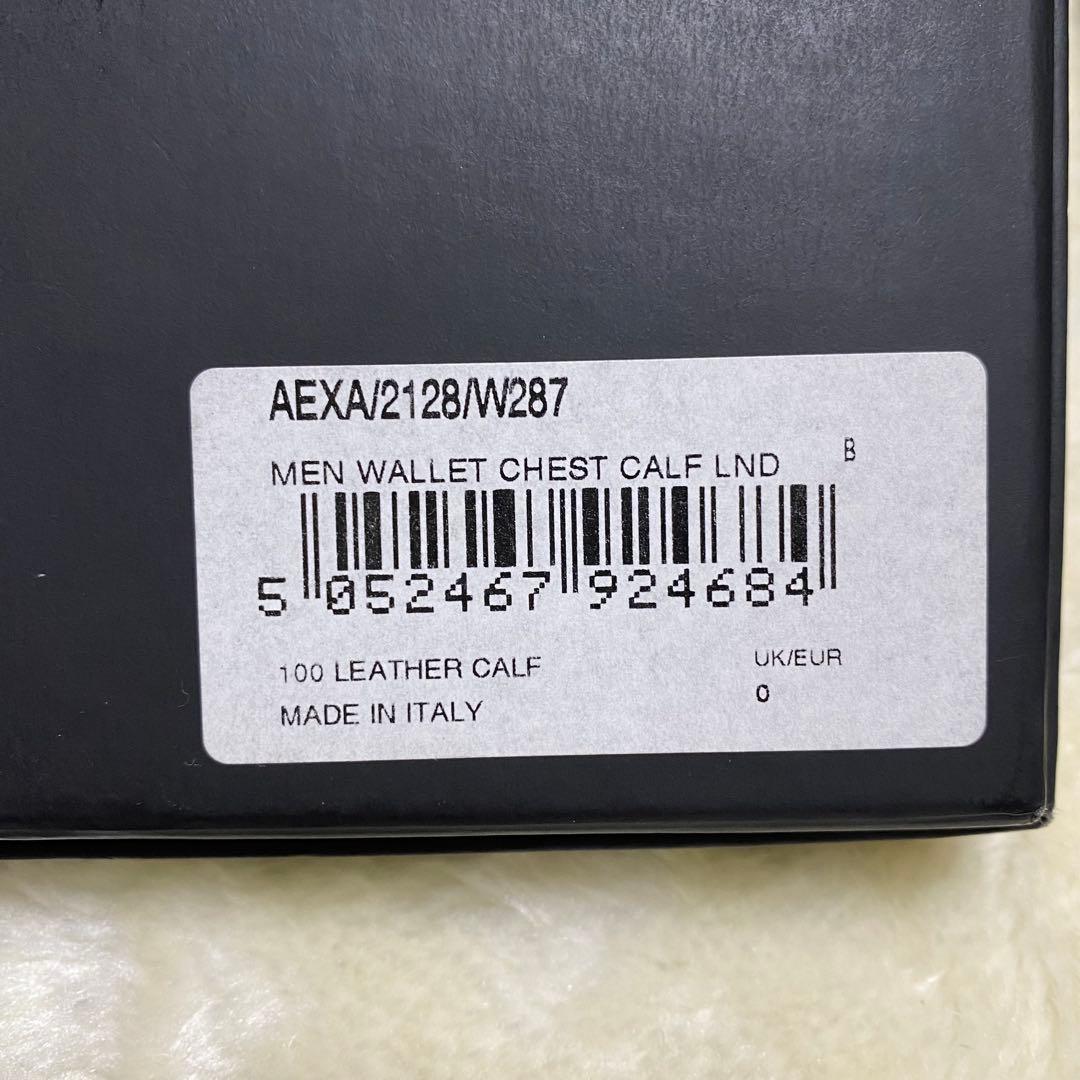 AEXA/2128/W287
MEN WALLET CHEST CALF LND B
5 052467 924684
100 LEATHER CALF UK/EUR
MADE IN ITALY 0